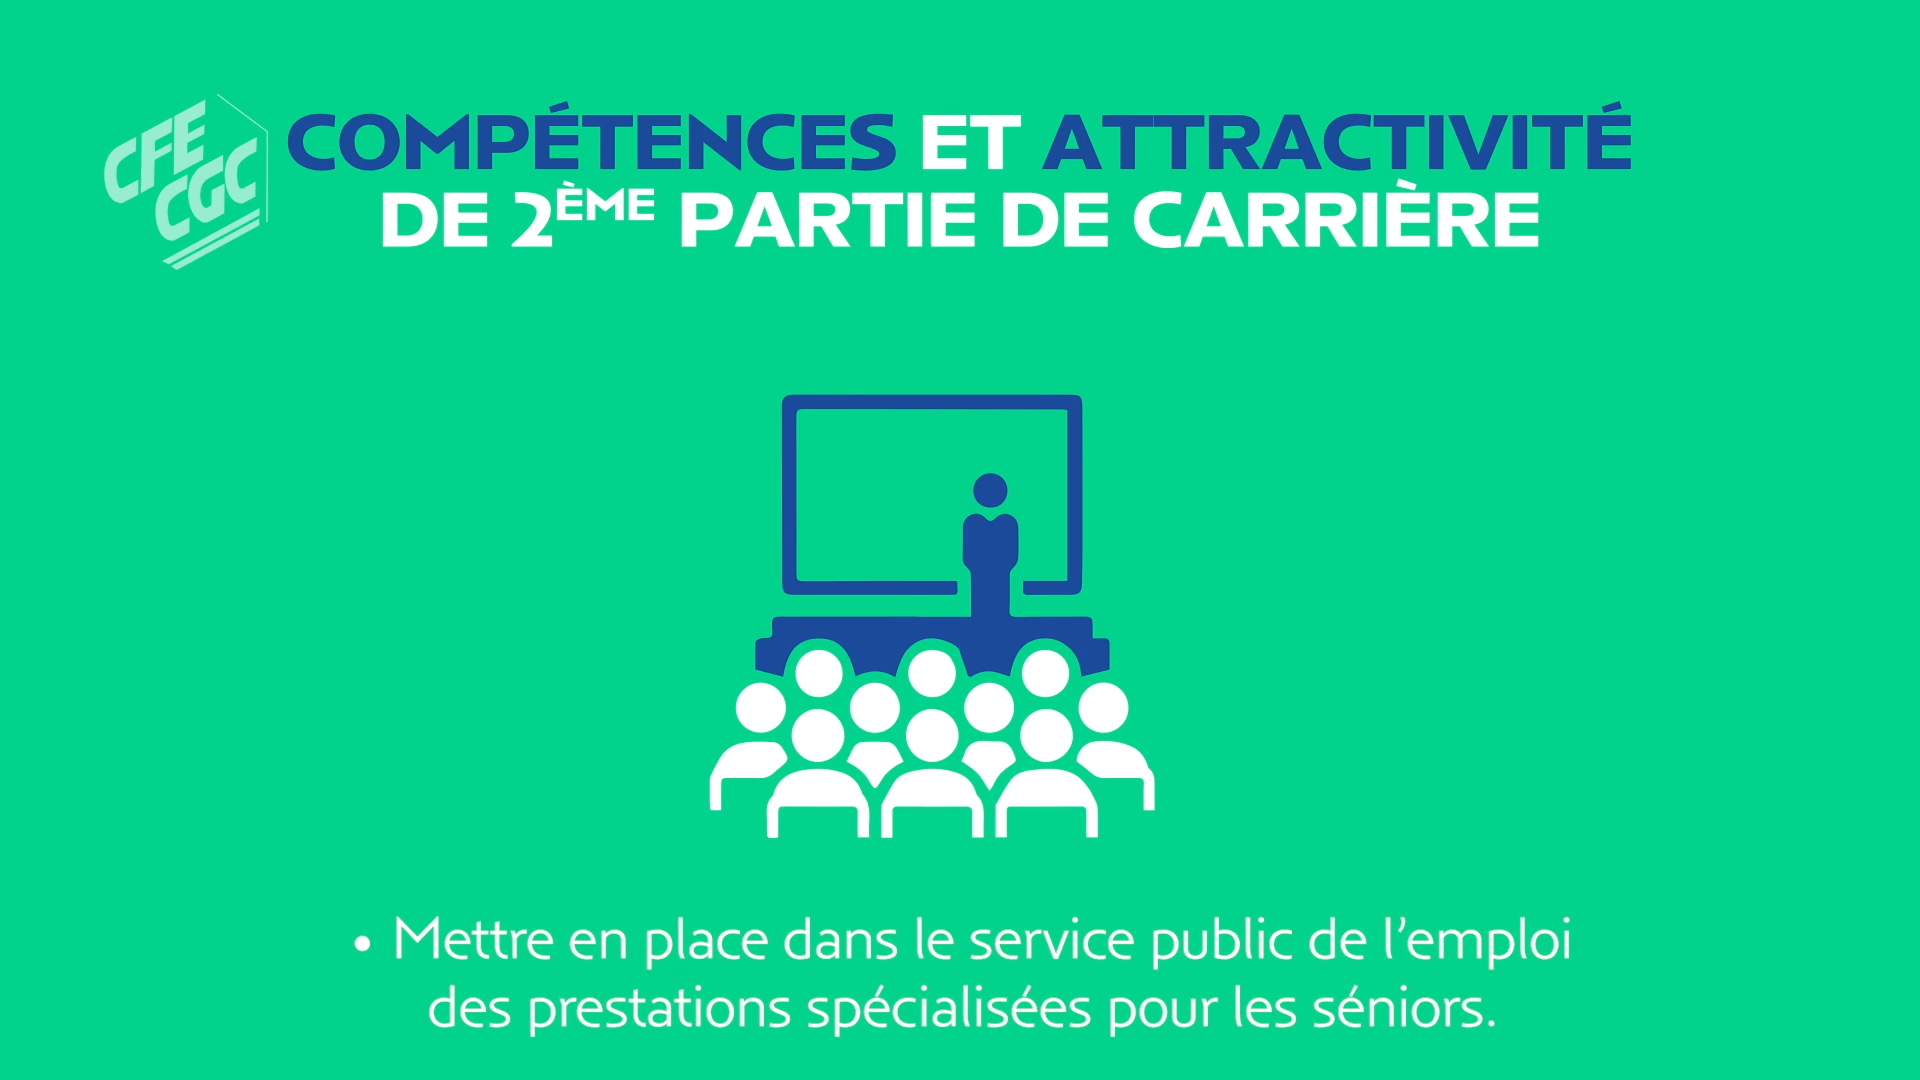 CFE
CGC
COMPÉTENCES ET ATTRACTIVITÉ
DE 2ÈME PARTIE DE CARRIÈRE
• Mettre en place dans le service public de l’emploi
des prestations spécialisées pour les séniors.